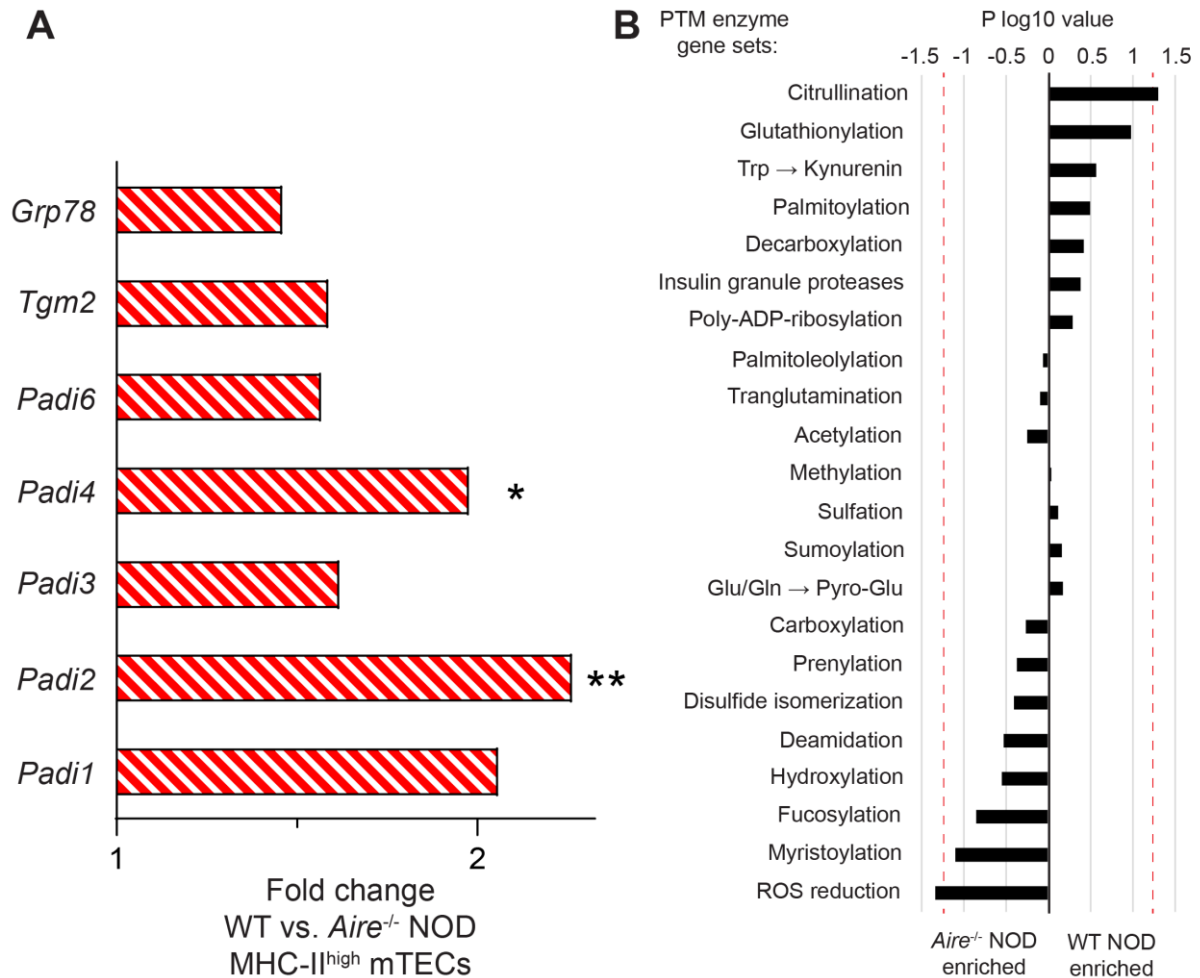 A
Grp78
Tgm2
Padi6
Padi4
*
Padi3
Padi2
**
Padi1
1
2
Fold change
WT vs. Aire-/- NOD
MHC-IIhigh mTECs
B
PTM enzyme
gene sets:
P log10 value
-1.5 -1 -0.5 0 0.5 1 1.5
Citrullination
Glutathionylation
Trp → Kynurenin
Palmitoylation
Decarboxylation
Insulin granule proteases
Poly-ADP-ribosylation
Palmitoleolylation
Tranglutamination
Acetylation
Methylation
Sulfation
Sumoylation
Glu/Gln → Pyro-Glu
Carboxylation
Prenylation
Disulfide isomerization
Deamidation
Hydroxylation
Fucosylation
Myristoylation
ROS reduction
Aire-/- NOD
enriched
WT NOD
enriched